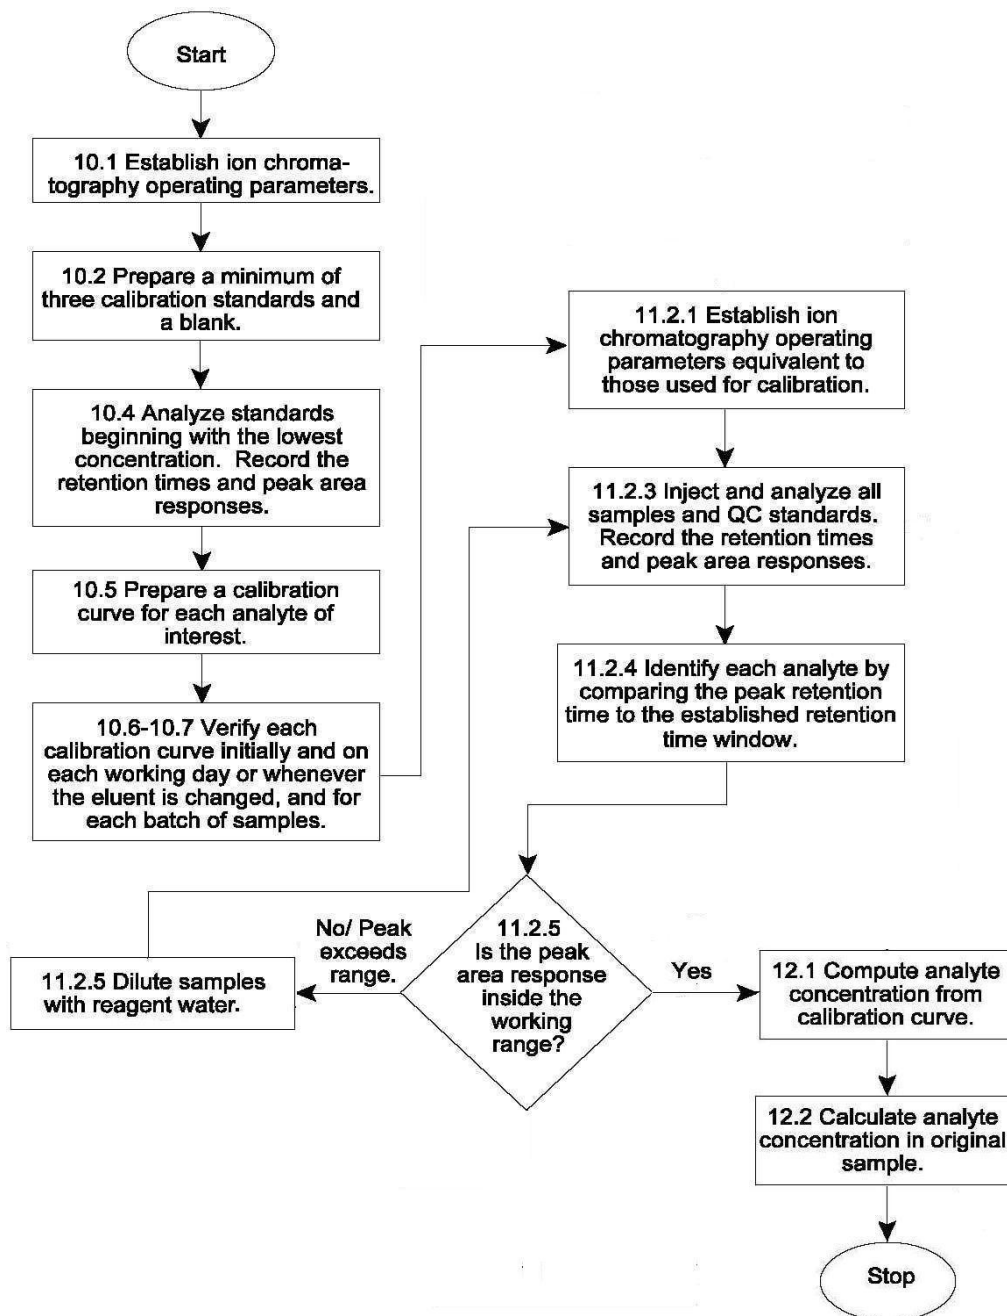 Start
10.1 Establish ion chroma-
tography operating parameters.
10.2 Prepare a minimum of
three calibration standards and
a blank.
10.4 Analyze standards
beginning with the lowest
concentration. Record the
retention times and peak area
responses.
10.5 Prepare a calibration
curve for each analyte of
interest.
10.6-10.7 Verify each
calibration curve initially and on
each working day or whenever
the eluent is changed, and for
each batch of samples.
11.2.1 Establish ion
chromatography operating
parameters equivalent to
those used for calibration.
11.2.3 Inject and analyze all
samples and QC standards.
Record the retention times
and peak area responses.
11.2.4 Identify each analyte by
comparing the peak retention
time to the established retention
time window.
11.2.5
Is the peak
area response
inside the
working
range?
No/ Peak
exceeds
range.
11.2.5 Dilute samples
with reagent water.
Yes
12.1 Compute analyte
concentration from
calibration curve.
12.2 Calculate analyte
concentration in original
sample.
Stop